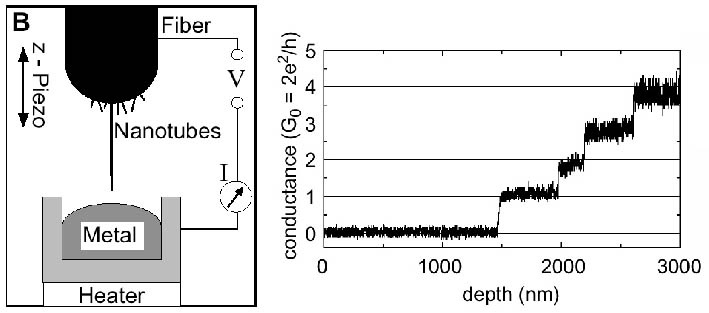 B
Fiber
z - Piezo
V
Nanotubes
I
Metal
Heater
conductance (G₀ = 2e²/h)
5
4
3
2
1
0
0 1000 2000 3000
depth (nm)